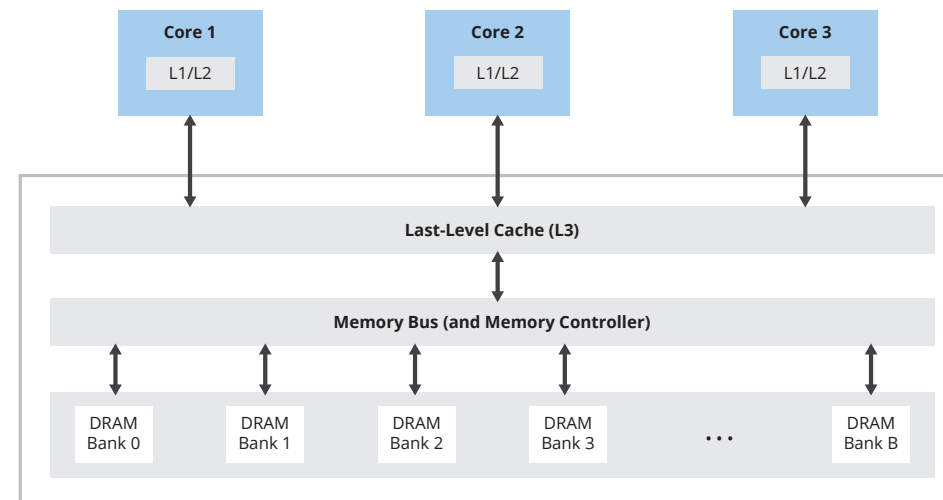 Core 1
L1/L2
Core 2
L1/L2
Core 3
L1/L2
Last-Level Cache (L3)
Memory Bus (and Memory Controller)
DRAM
Bank 0
DRAM
Bank 1
DRAM
Bank 2
DRAM
Bank 3
...
DRAM
Bank B